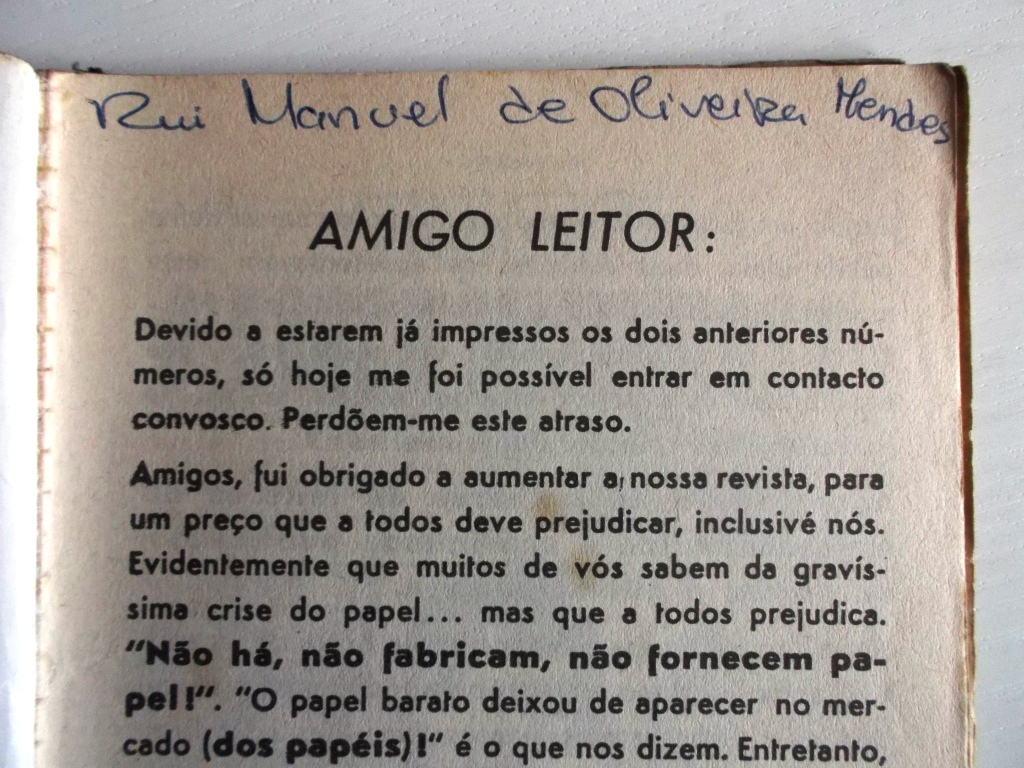 Rui Manuel de Oliveira Mendes
AMIGO LEITOR:
Devido a estarem já impressos os dois anteriores nú-
meros, só hoje me foi possível entrar em contacto
convosco. Perdõem-me este atraso.
Amigos, fui obrigado a aumentar a, nossa revista, para
um preço que a todos deve prejudicar, inclusivé nós.
Evidentemente que muitos de vós sabem da gravís-
sima crise do papel... mas que a todos prejudica.
"Não há, não fabricam, não fornecem pa-
pel!". "O papel barato deixou de aparecer no mer-
cado (dos papéis)!" é o que nos dizem. Entretanto,